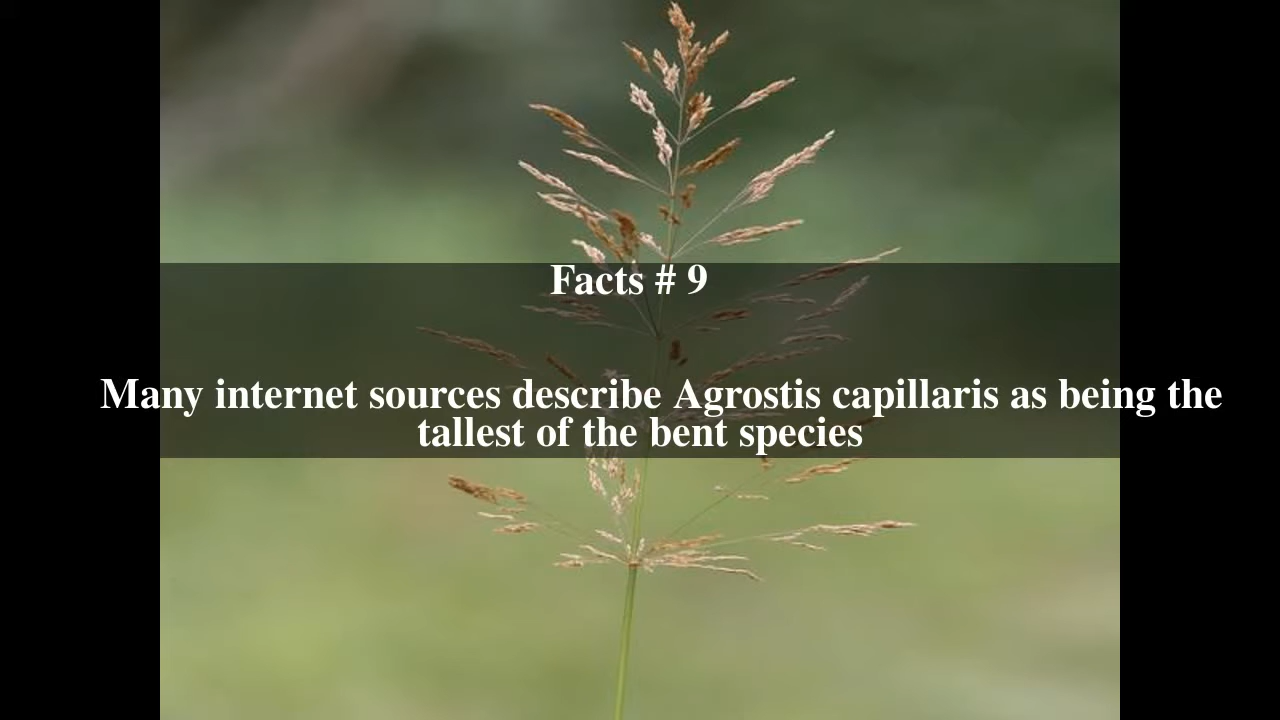 Facts # 9
Many internet sources describe Agrostis capillaris as being the
tallest of the bent species